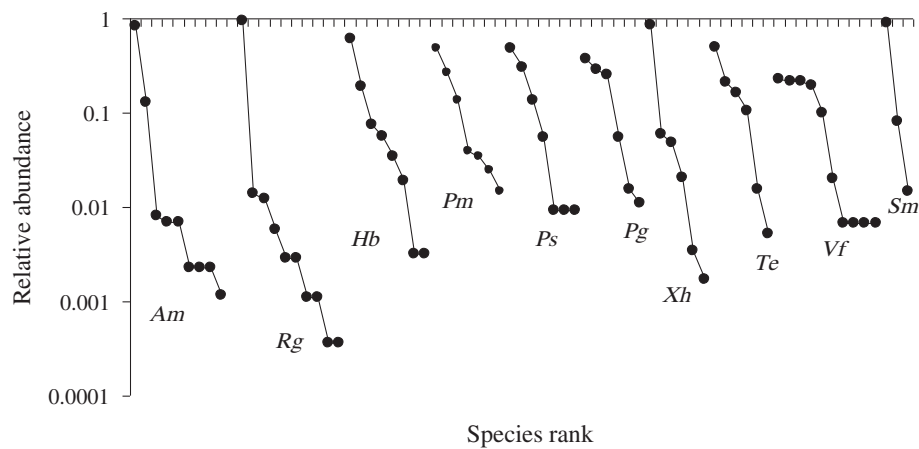 1
0.1
0.01
0.001
0.0001
Relative abundance
Am
Rg
Hb
Pm
Ps
Pg
Xh
Te
Vf
Sm
Species rank